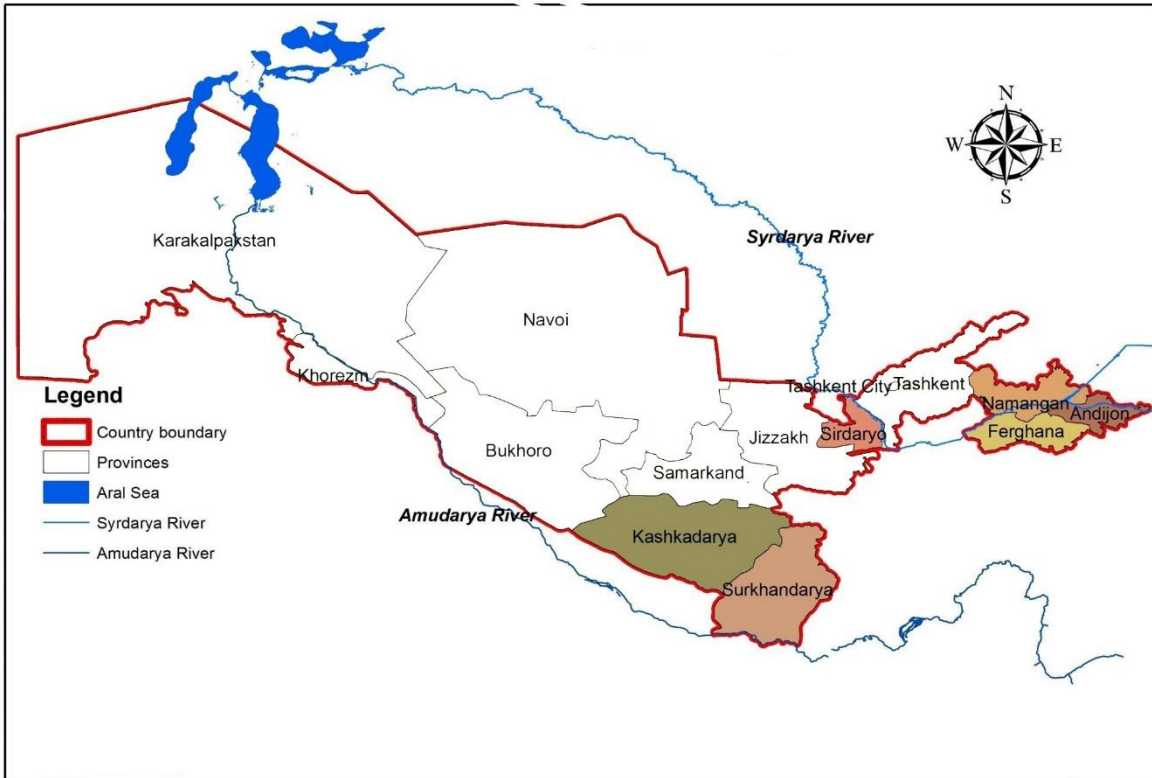 N
W E
S
Karakalpakstan
Syrdarya River
Navoi
Khorezm
Tashkent City
Tashkent
Namangan
Andijon
Ferghana
Sirdaryo
Jizzakh
Bukhoro
Samarkand
Amudarya River
Kashkadarya
Surkhandarya
Legend
Country boundary
Provinces
Aral Sea
Syrdarya River
Amudarya River